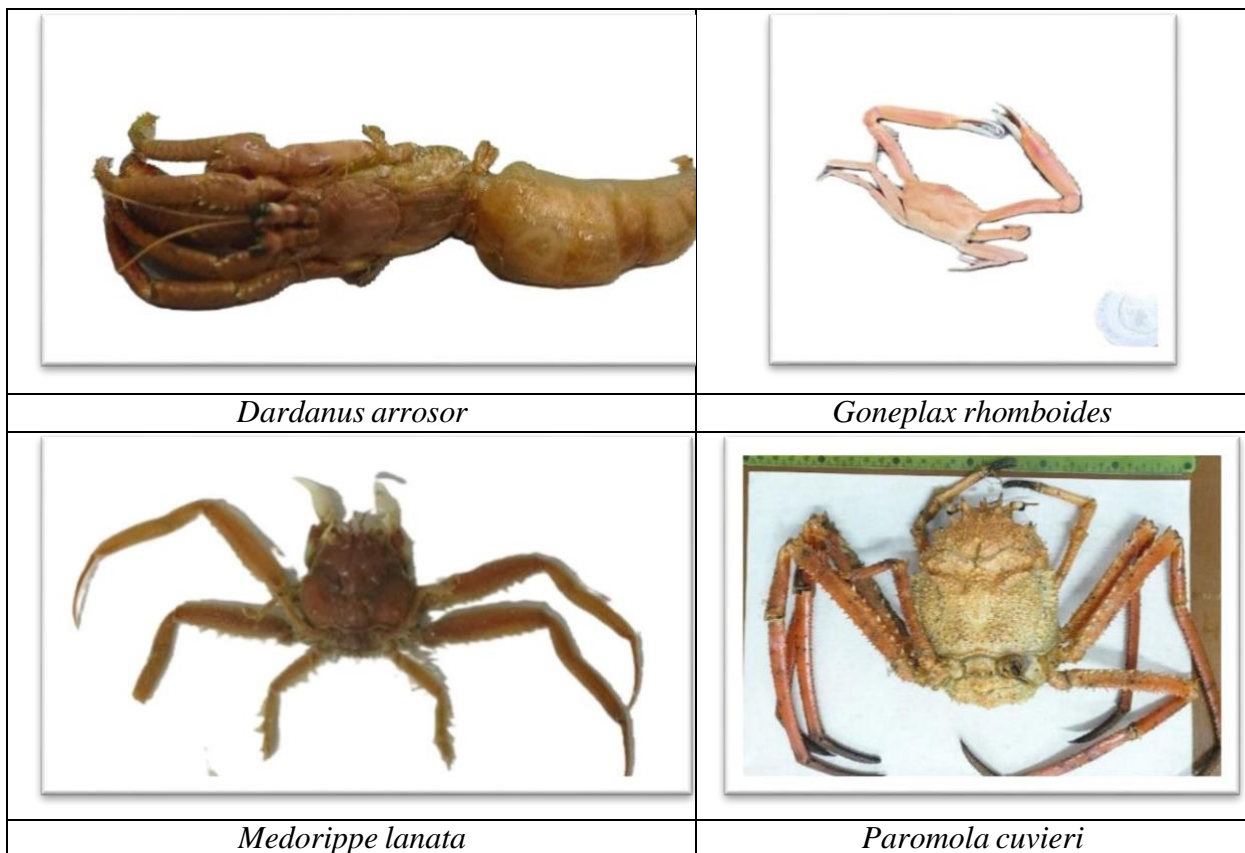 Dardanus arrosor
Goneplax rhomboides
Medorippe lanata
Paromola cuvieri